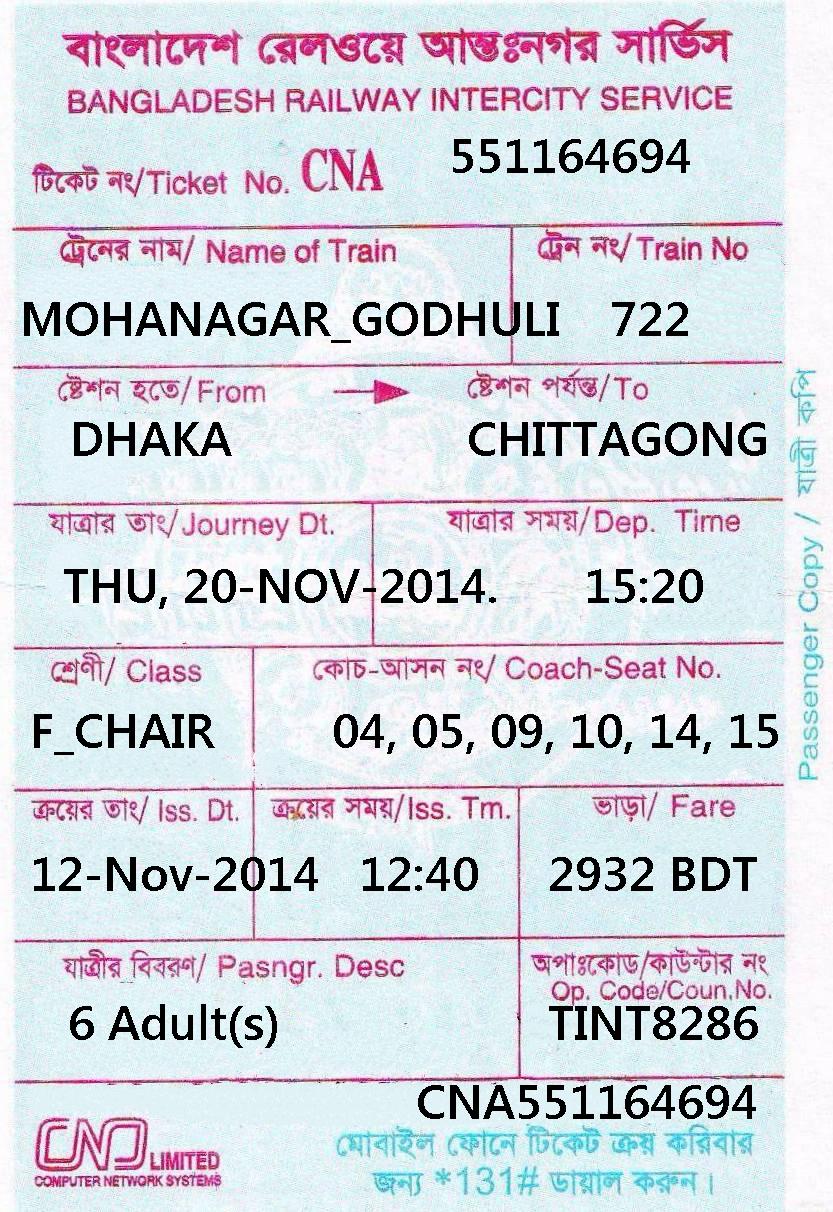 বাংলাদেশ রেলওয়ে আন্তঃনগর সার্ভিস
BANGLADESH RAILWAY INTERCITY SERVICE
টিকেট নং/Ticket No. CNA 551164694
ট্রেনের নাম/ Name of Train ট্রেন নং/Train No
MOHANAGAR_GODHULI 722
ষ্টেশন হতে/From ষ্টেশন পর্যন্ত/To
DHAKA CHITTAGONG
যাত্রার তাং/Journey Dt. যাত্রার সময়/Dep. Time
THU, 20-NOV-2014. 15:20
শ্রেণী/ Class কোচ-আসন নং/ Coach-Seat No.
F_CHAIR 04, 05, 09, 10, 14, 15
ক্রয়ের তাং/ Iss. Dt. ক্রয়ের সময়/Iss. Tm. ভাড়া/ Fare
12-Nov-2014 12:40 2932 BDT
যাত্রীর বিবরণ/ Pasngr. Desc অপাঃকোড/কাউন্টার নং
Op. Code/Coun.No.
6 Adult(s) TINT8286
CNA551164694
CNS LIMITED
COMPUTER NETWORK SYSTEMS
মোবাইল ফোনে টিকেট ক্রয় করিবার
জন্য *131# ডায়াল করুন।
Passenger Copy / যাত্রী কপি